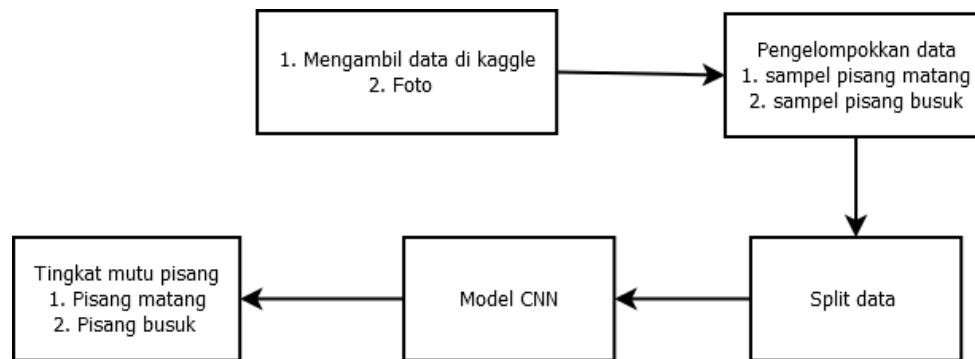 1. Mengambil data di kaggle
2. Foto
Pengelompokkan data
1. sampel pisang matang
2. sampel pisang busuk
Split data
Model CNN
Tingkat mutu pisang
1. Pisang matang
2. Pisang busuk